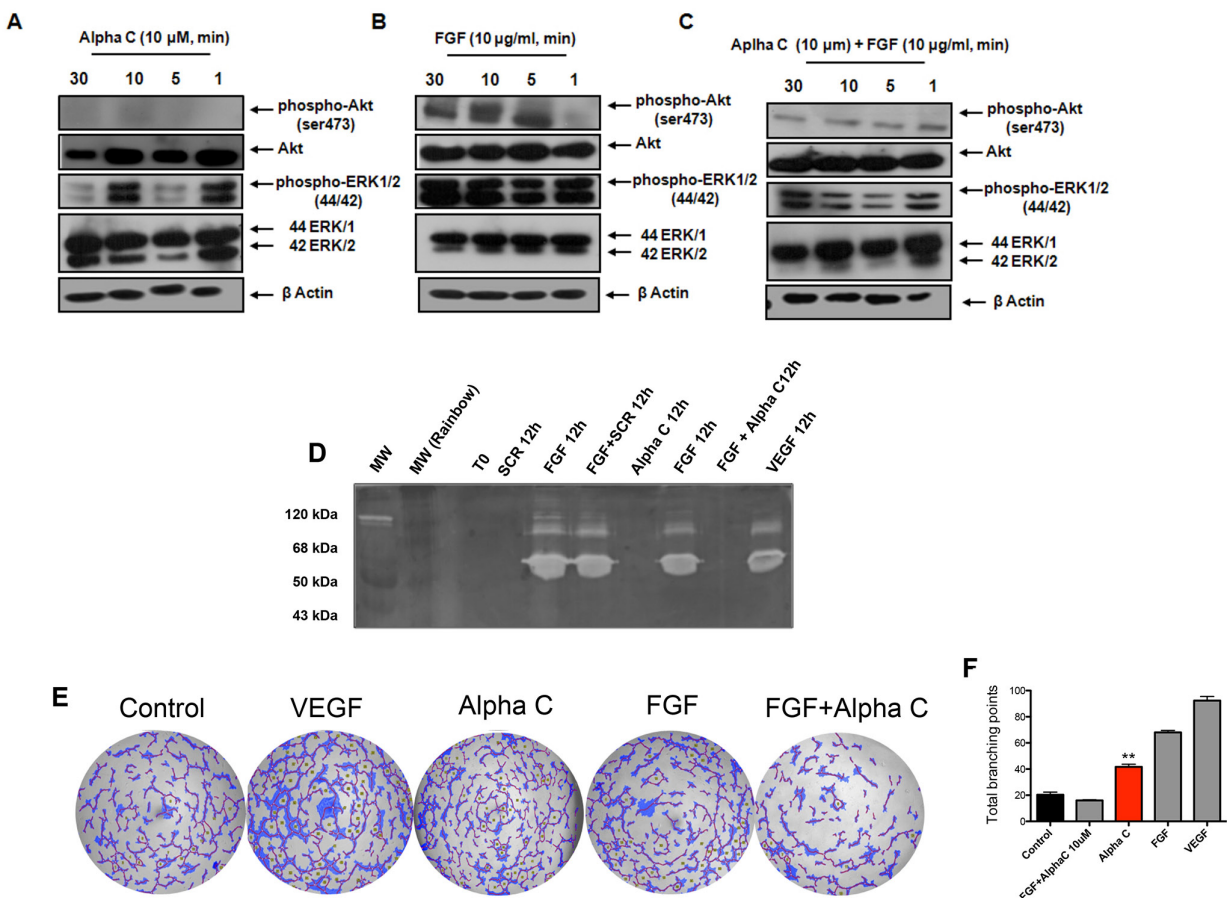 A
Alpha C (10 µM, min)
30 10 5 1
phospho-Akt
(ser473)
Akt
phospho-ERK1/2
(44/42)
44 ERK/1
42 ERK/2
β Actin
B
FGF (10 µg/ml, min)
30 10 5 1
phospho-Akt
(ser473)
Akt
phospho-ERK1/2
(44/42)
44 ERK/1
42 ERK/2
β Actin
C
Aplha C (10 µm) + FGF (10 µg/ml, min)
30 10 5 1
phospho-Akt
(ser473)
Akt
phospho-ERK1/2
(44/42)
44 ERK/1
42 ERK/2
β Actin
D
MW
MW (Rainbow)
T0
SCR 12h
FGF 12h
FGF+SCR 12h
Alpha C 12h
FGF 12h
FGF + Alpha C12h
VEGF 12h
120 kDa
68 kDa
50 kDa
43 kDa
E
Control
VEGF
Alpha C
FGF
FGF+Alpha C
F
Total branching points
100
80
60
40
20
0
**
Control
FGF+AlphaC 10uM
Alpha C
FGF
VEGF